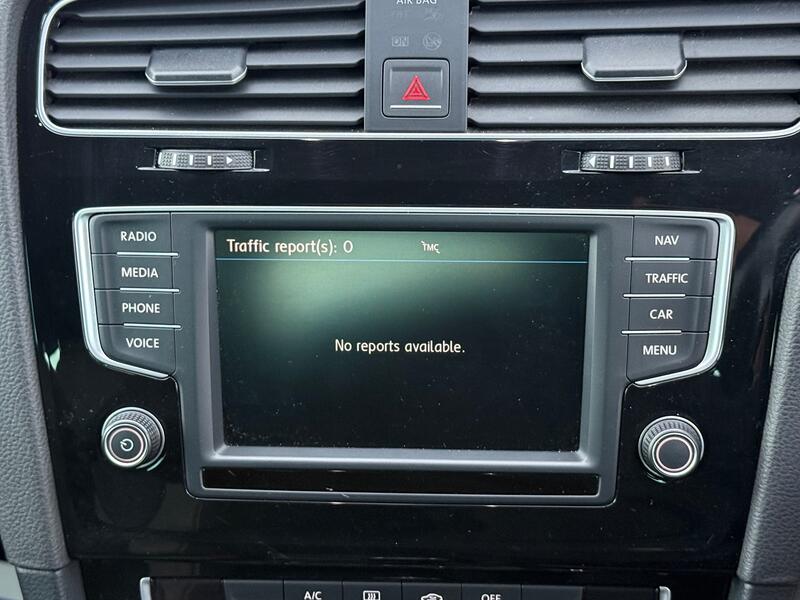 AIR BAG
ON
RADIO
MEDIA
PHONE
VOICE
Traffic report(s): 0
TMC
No reports available.
NAV
TRAFFIC
CAR
MENU
A/C
OFF